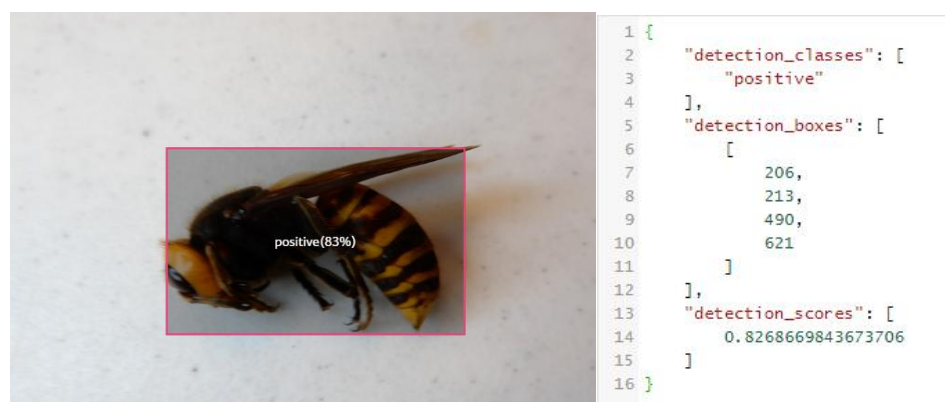 positive(83%)
1 {
2 "detection_classes": [
3 "positive"
4 ],
5 "detection_boxes": [
6 [
7 206,
8 213,
9 490,
10 621
11 ]
12 ],
13 "detection_scores": [
14 0.8268669843673706
15 ]
16 }